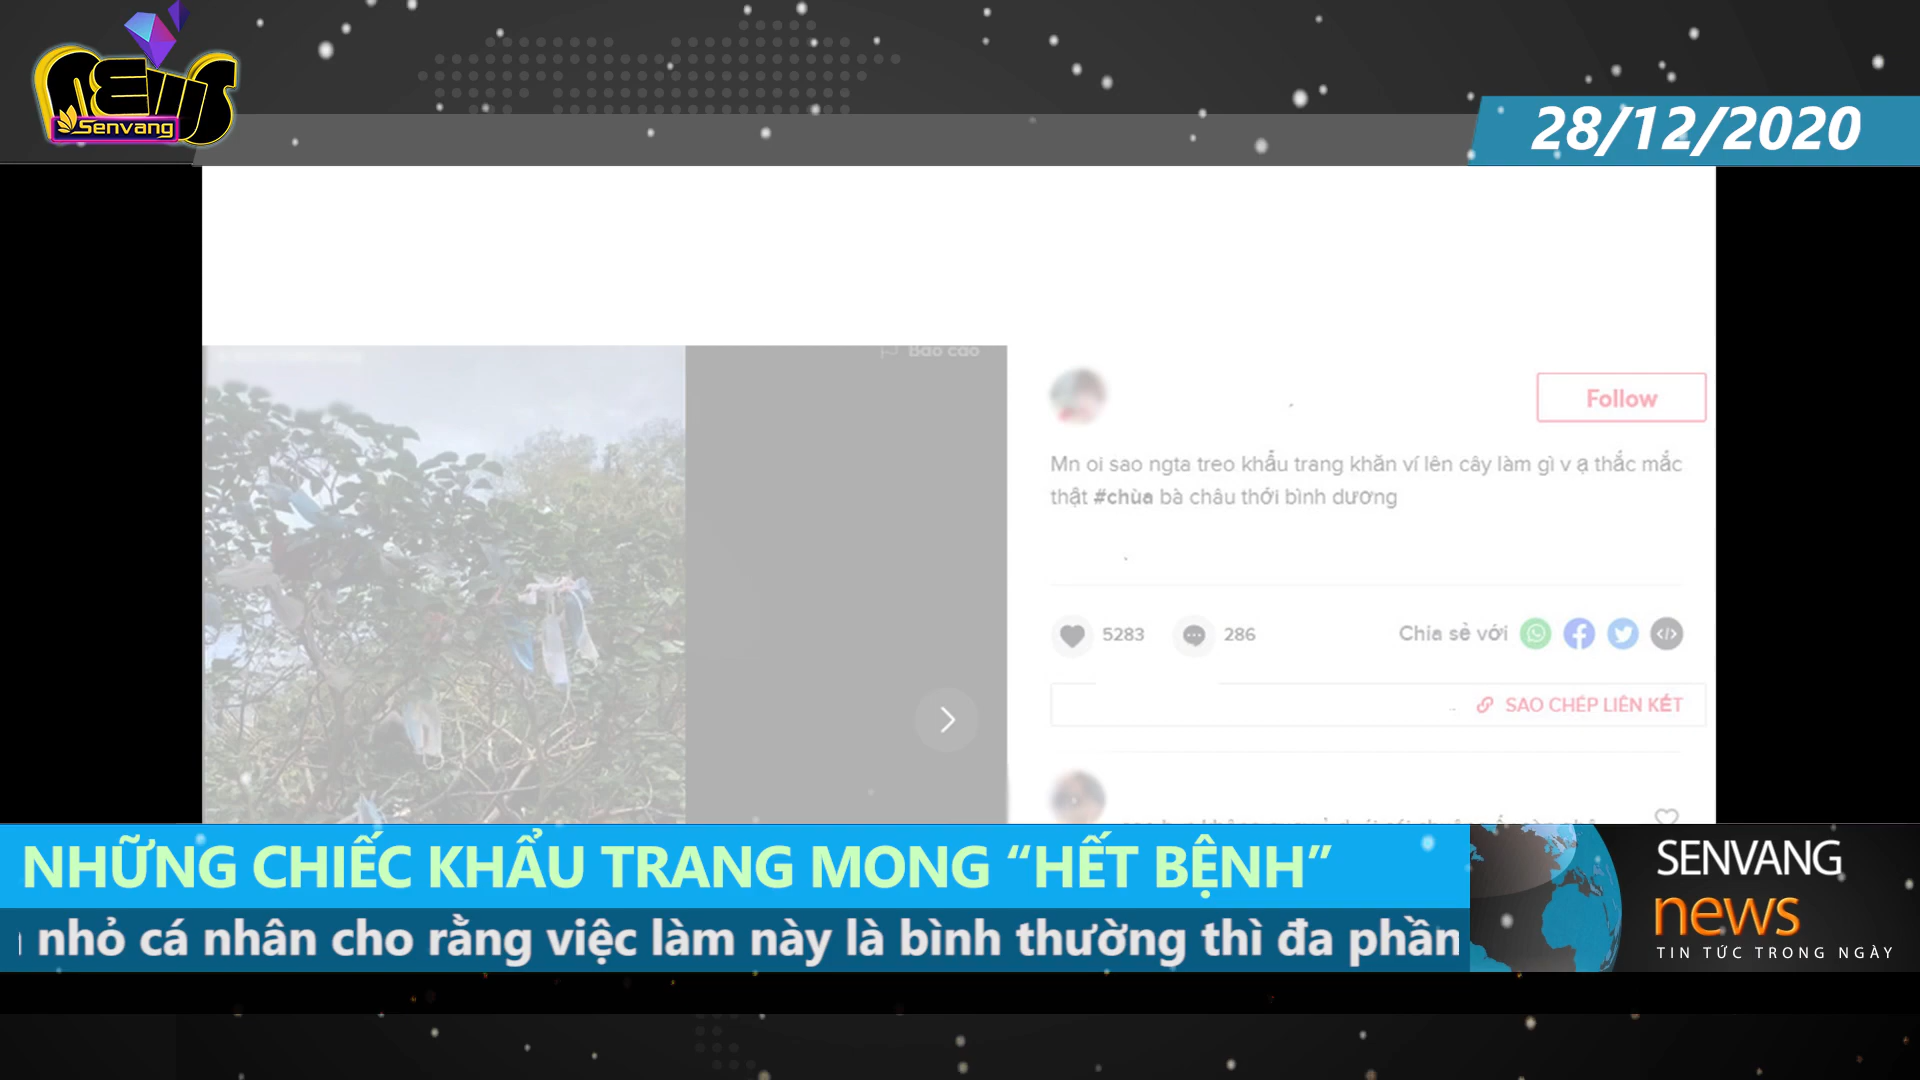 news
Senvang
28/12/2020
Báo cáo
Follow
Mn oi sao ngta treo khẩu trang khăn ví lên cây làm gì v ạ thắc mắc
thật #chùa bà châu thới bình dương
5283
286
Chia sẻ với
SAO CHÉP LIÊN KẾT
NHỮNG CHIẾC KHẨU TRANG MONG “HẾT BỆNH”
nhỏ cá nhân cho rằng việc làm này là bình thường thì đa phần
SENVANG
news
TIN TỨC TRONG NGÀY